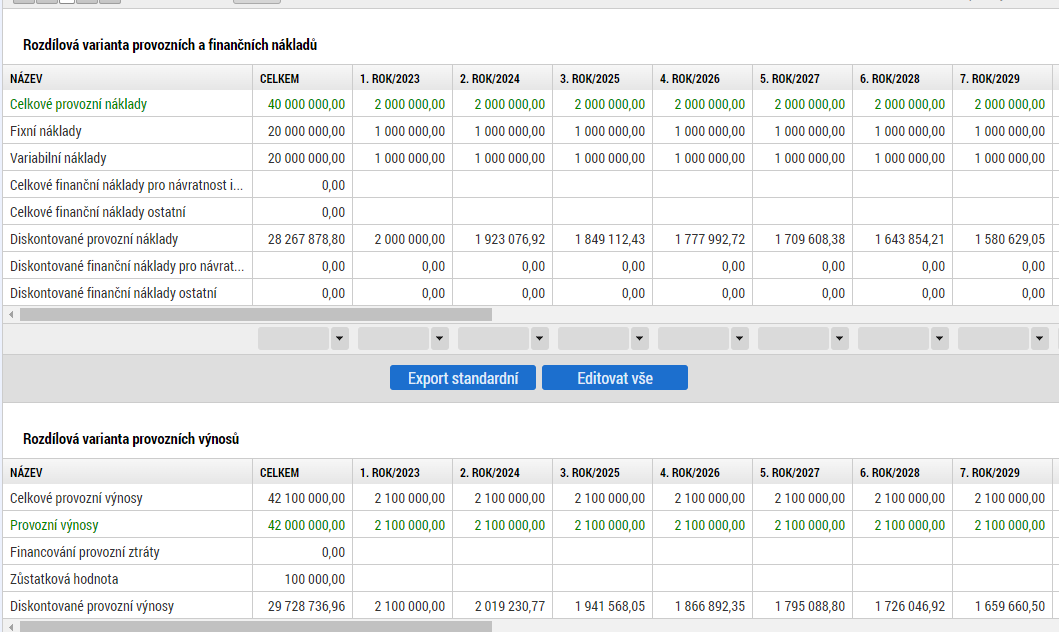 Rozdílová varianta provozních a finančních nákladů
NÁZEV CELKEM 1. ROK/2023 2. ROK/2024 3. ROK/2025 4. ROK/2026 5. ROK/2027 6. ROK/2028 7. ROK/2029
Celkové provozní náklady 40 000 000,00 2 000 000,00 2 000 000,00 2 000 000,00 2 000 000,00 2 000 000,00 2 000 000,00 2 000 000,00
Fixní náklady 20 000 000,00 1 000 000,00 1 000 000,00 1 000 000,00 1 000 000,00 1 000 000,00 1 000 000,00 1 000 000,00
Variabilní náklady 20 000 000,00 1 000 000,00 1 000 000,00 1 000 000,00 1 000 000,00 1 000 000,00 1 000 000,00 1 000 000,00
Celkové finanční náklady pro návratnost i... 0,00
Celkové finanční náklady ostatní 0,00
Diskontované provozní náklady 28 267 878,80 2 000 000,00 1 923 076,92 1 849 112,43 1 777 992,72 1 709 608,38 1 643 854,21 1 580 629,05
Diskontované finanční náklady pro návrat... 0,00 0,00 0,00 0,00 0,00 0,00 0,00 0,00
Diskontované finanční náklady ostatní 0,00 0,00 0,00 0,00 0,00 0,00 0,00 0,00
Export standardní Editovat vše
Rozdílová varianta provozních výnosů
NÁZEV CELKEM 1. ROK/2023 2. ROK/2024 3. ROK/2025 4. ROK/2026 5. ROK/2027 6. ROK/2028 7. ROK/2029
Celkové provozní výnosy 42 100 000,00 2 100 000,00 2 100 000,00 2 100 000,00 2 100 000,00 2 100 000,00 2 100 000,00 2 100 000,00
Provozní výnosy 42 000 000,00 2 100 000,00 2 100 000,00 2 100 000,00 2 100 000,00 2 100 000,00 2 100 000,00 2 100 000,00
Financování provozní ztráty 0,00
Zůstatková hodnota 100 000,00
Diskontované provozní výnosy 29 728 736,96 2 100 000,00 2 019 230,77 1 941 568,05 1 866 892,35 1 795 088,80 1 726 046,92 1 659 660,50